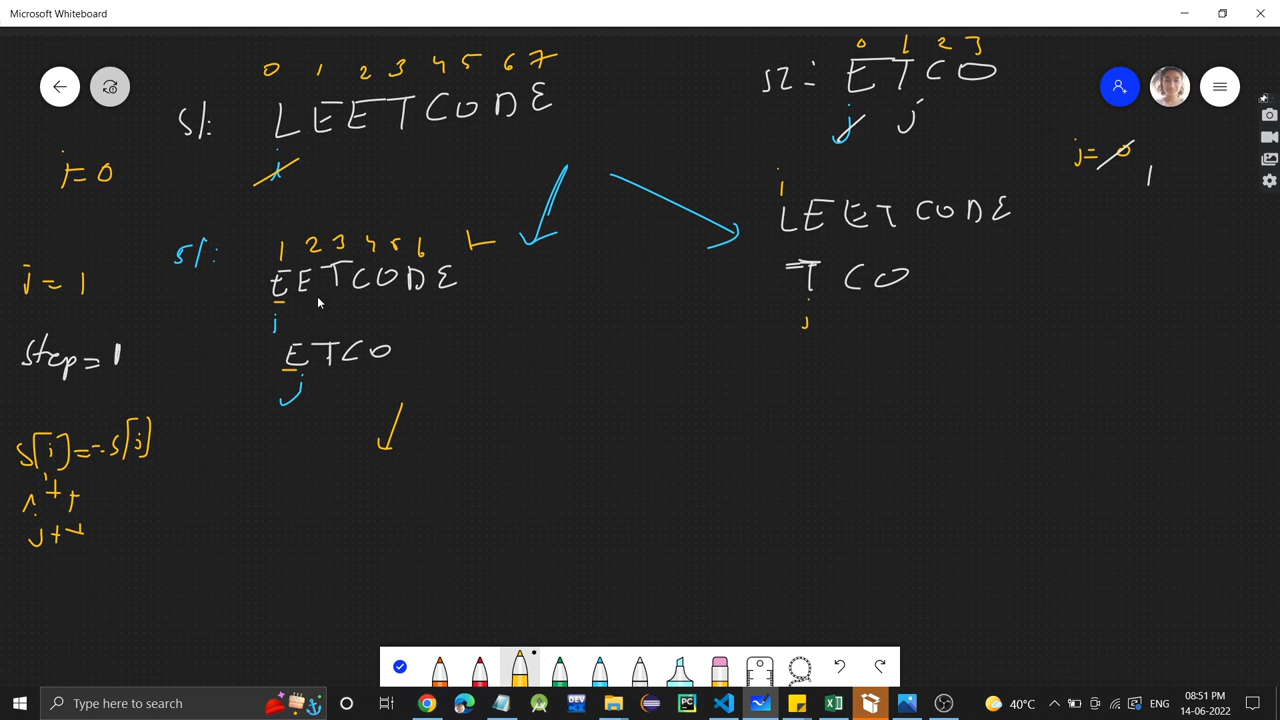 Microsoft Whiteboard
0 1 2 3 4 5 6 7
S1: LEETCODE
0 1 2 3
S2: ETCO
j j
i
i = 0
j = 0
1
i
LEETCODE
TCO
j
S1: 1 2 3 4 5 6
EETCODE
i
i = 1
ETCO
j
Step = 1
S[i] == S[j]
i++
j++
Type here to search
40°C
ENG
08:51 PM
14-06-2022